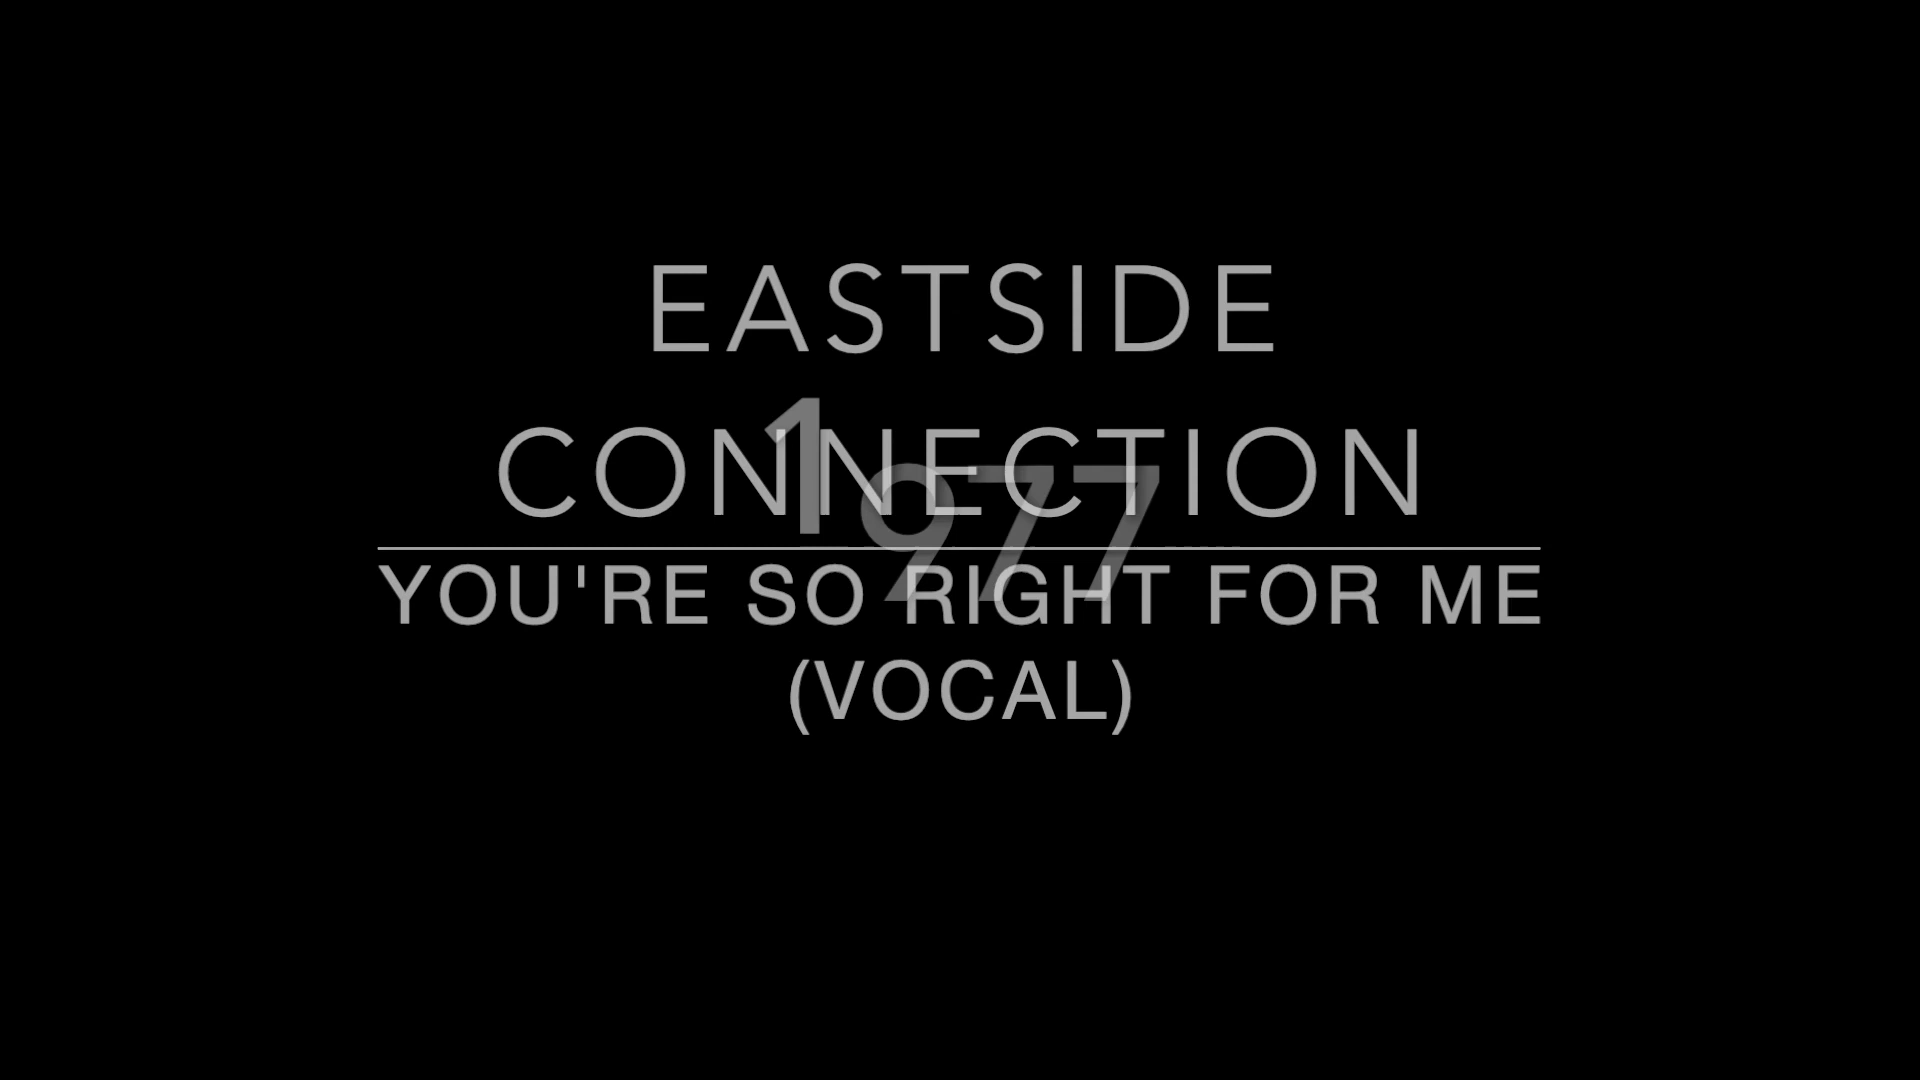 EASTSIDE
CONNECTION
1977
YOU'RE SO RIGHT FOR ME
(VOCAL)